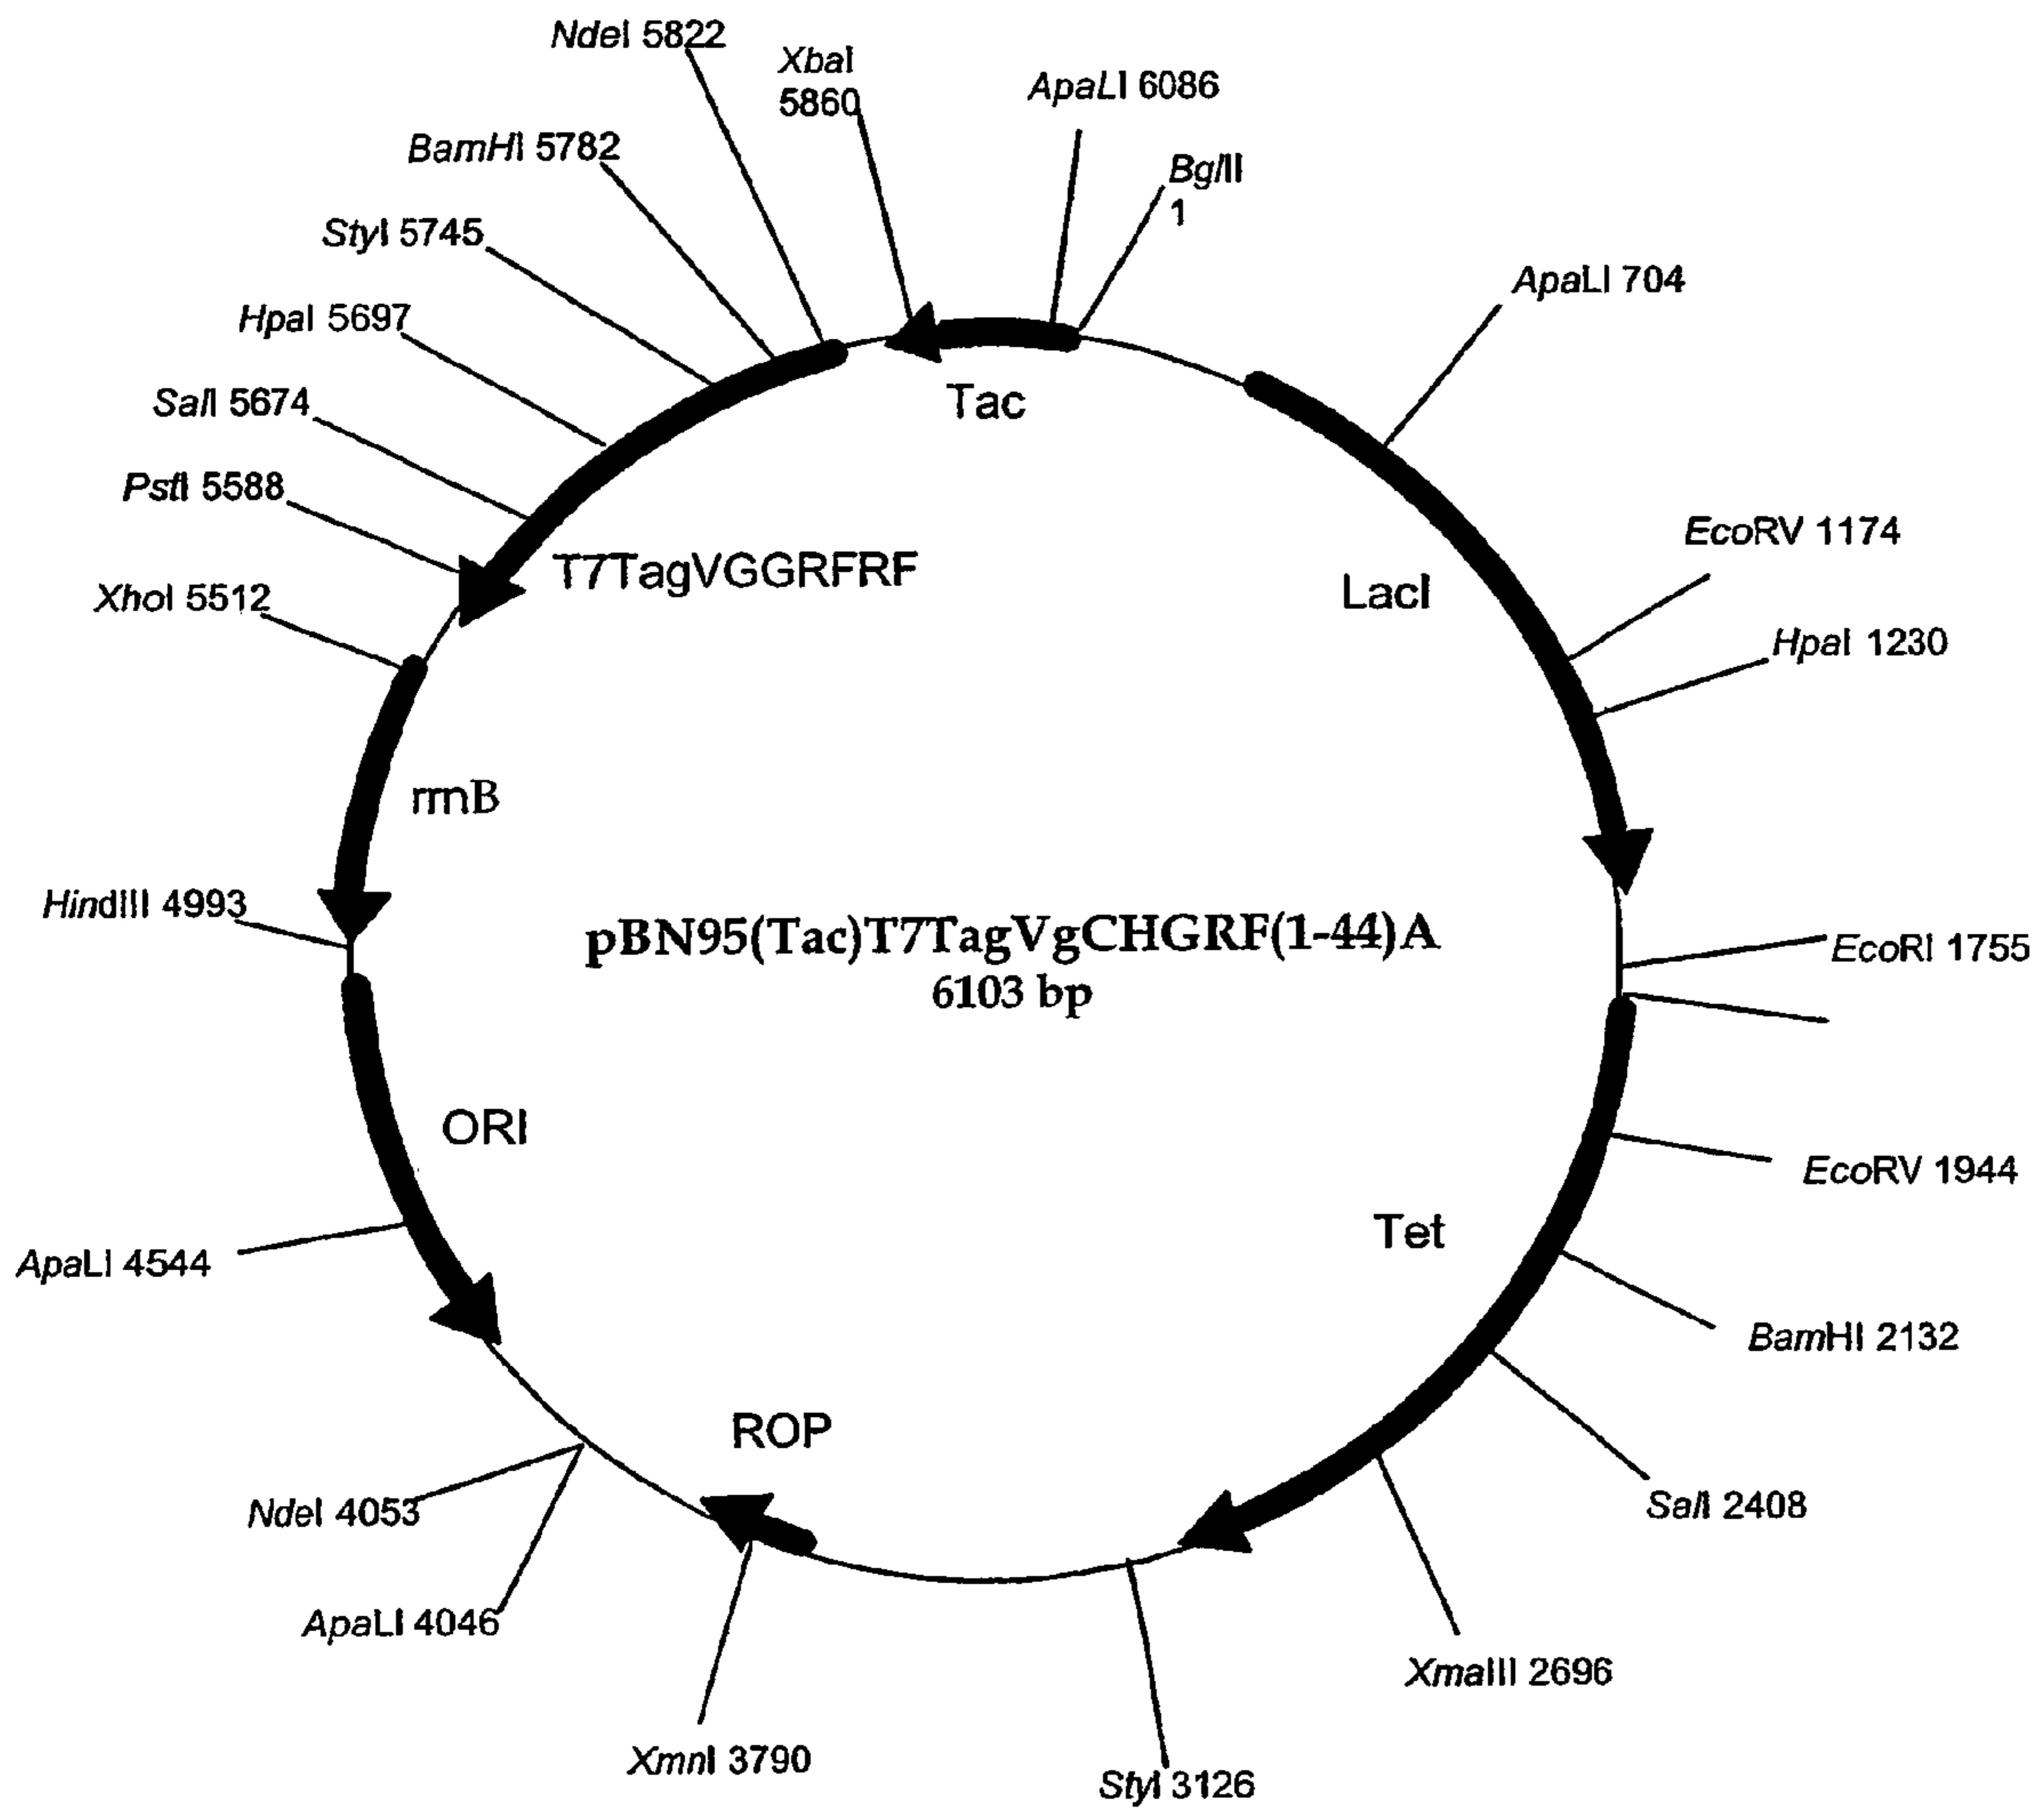 NdeI 5822
XbaI
5860
ApaLI 6086
BglII
1
BamHI 5782
StyI 5745
ApaLI 704
HpaI 5697
SalI 5674
Tac
PstI 5588
EcoRV 1174
T7TagVGGRFRF
LacI
XhoI 5512
HpaI 1230
rrnB
HindIII 4993
pBN95(Tac)T7TagVgCHGRF(1-44)A
6103 bp
EcoRI 1755
ORI
EcoRV 1944
Tet
ApaLI 4544
BamHI 2132
ROP
NdeI 4053
SalI 2408
ApaLI 4046
XmaIII 2696
XmnI 3790
StyI 3126